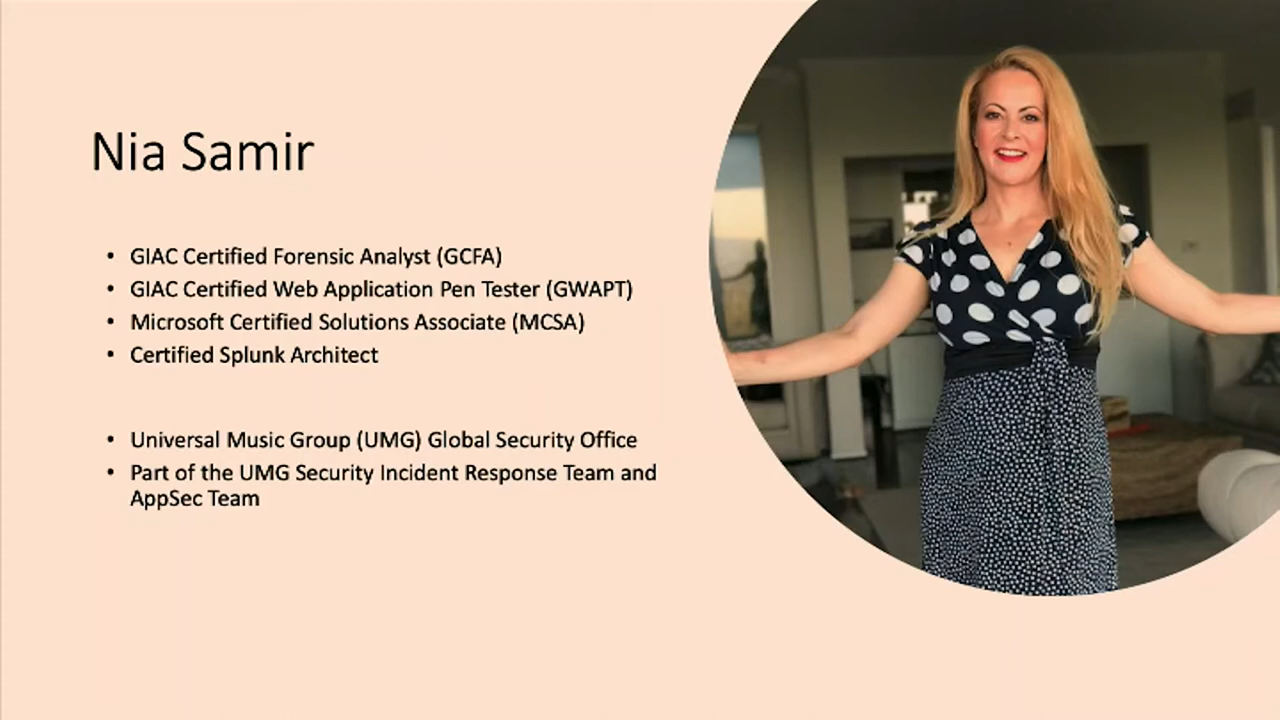 Nia Samir
• GIAC Certified Forensic Analyst (GCFA)
• GIAC Certified Web Application Pen Tester (GWAPT)
• Microsoft Certified Solutions Associate (MCSA)
• Certified Splunk Architect
• Universal Music Group (UMG) Global Security Office
• Part of the UMG Security Incident Response Team and
AppSec Team